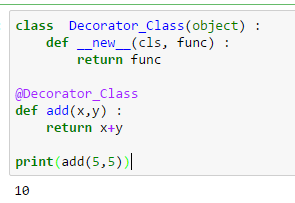 class  Decorator_Class(object) :
    def __new__(cls, func) :
        return func
@Decorator_Class
def add(x,y) :
    return x+y
print(add(5,5))
10